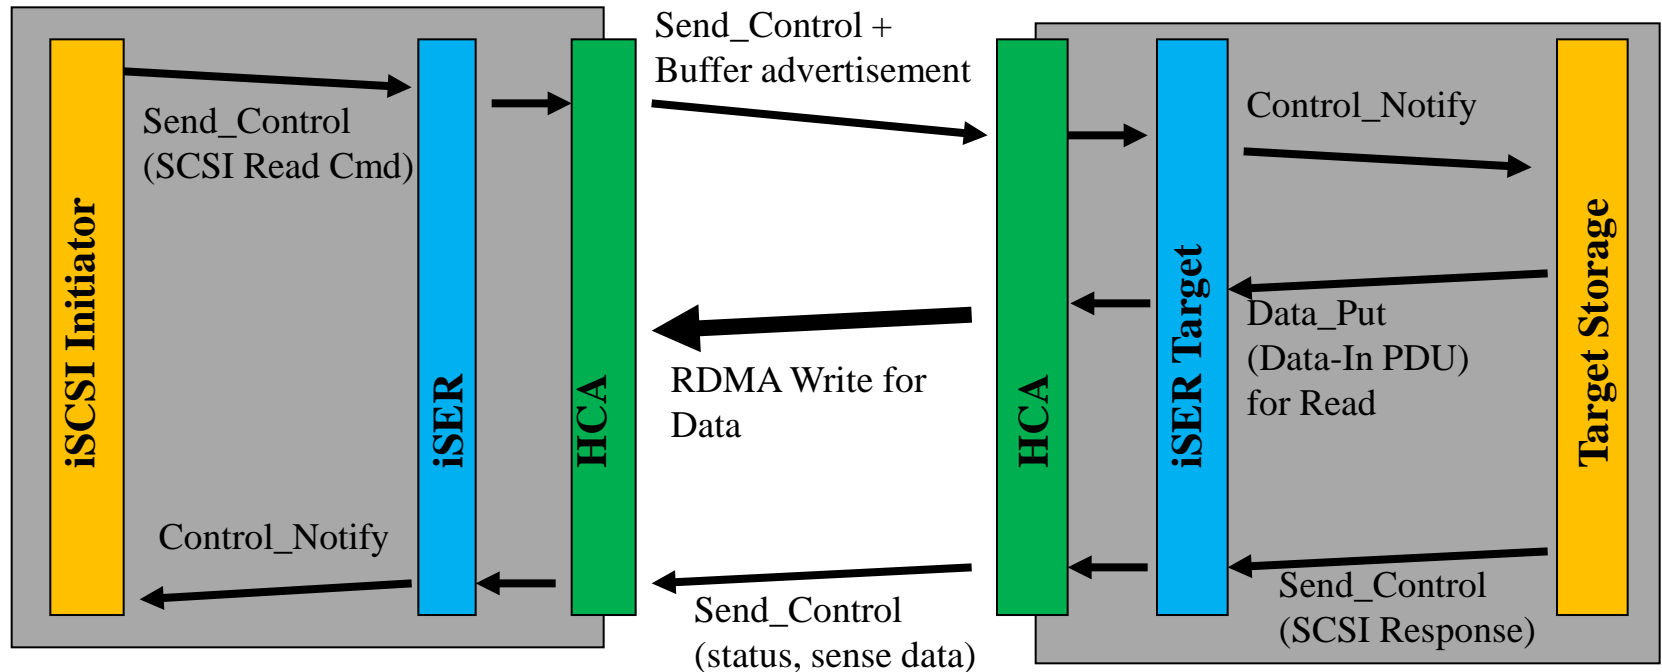 Send_Control +
Buffer advertisement
Send_Control
(SCSI Read Cmd)
Control_Notify
iSCSI Initiator
iSER
HCA
HCA
iSER Target
Target Storage
RDMA Write for
Data
Data_Put
(Data-In PDU)
for Read
Control_Notify
Send_Control
(status, sense data)
Send_Control
(SCSI Response)